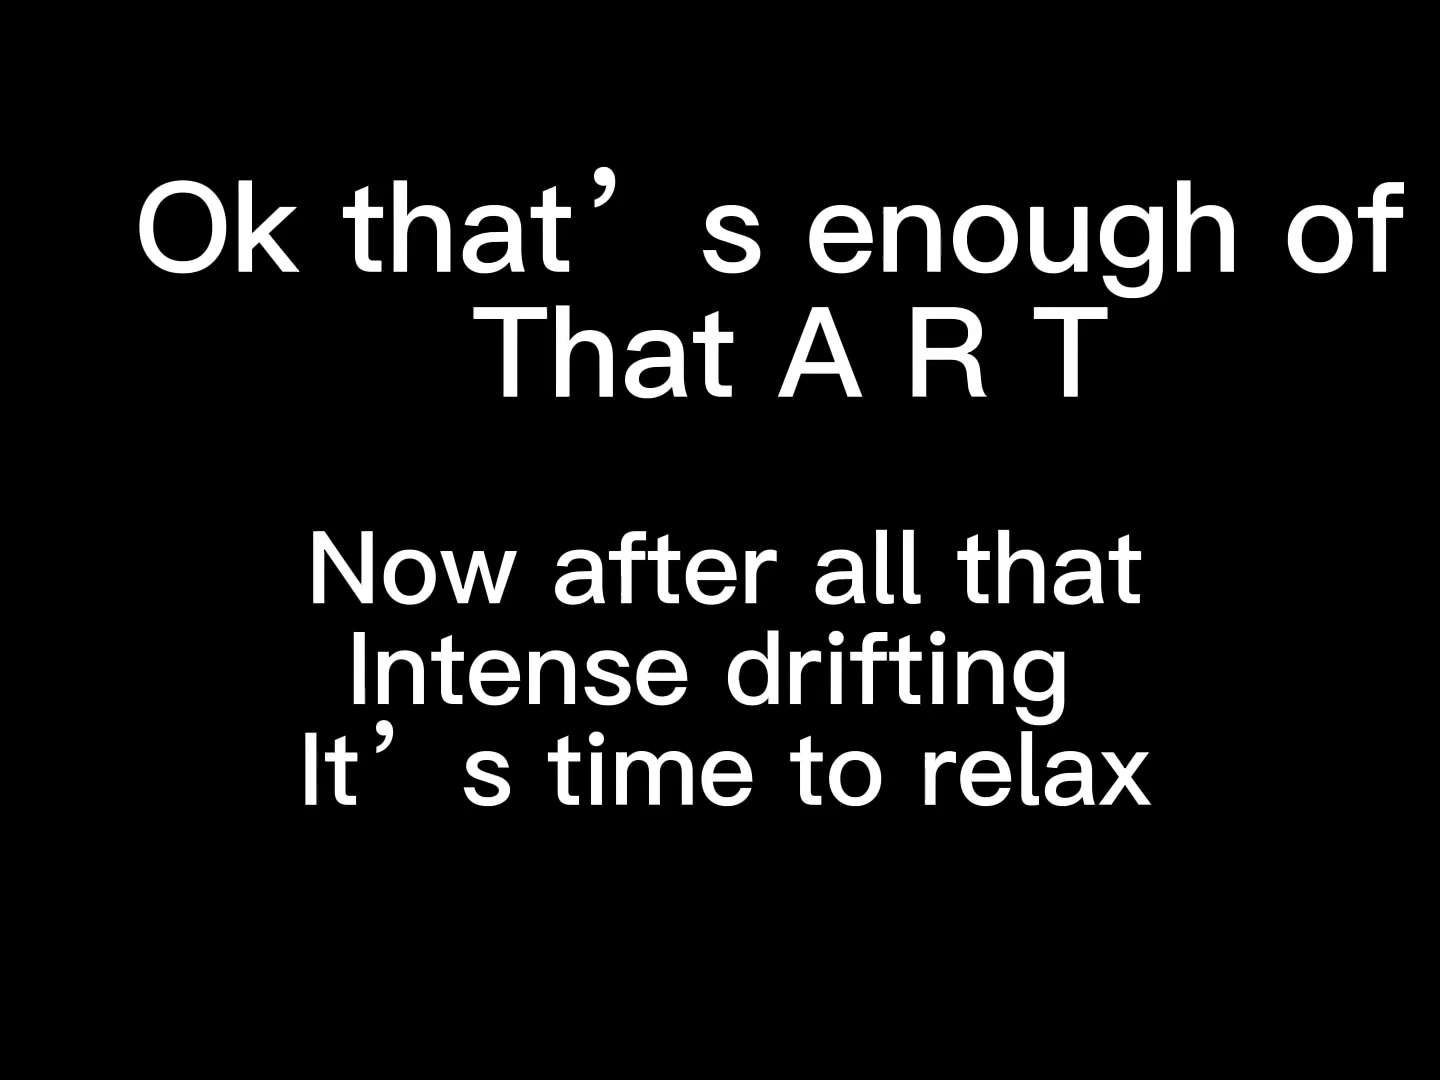 Ok that’s enough of
That A R T
Now after all that
Intense drifting
It’s time to relax